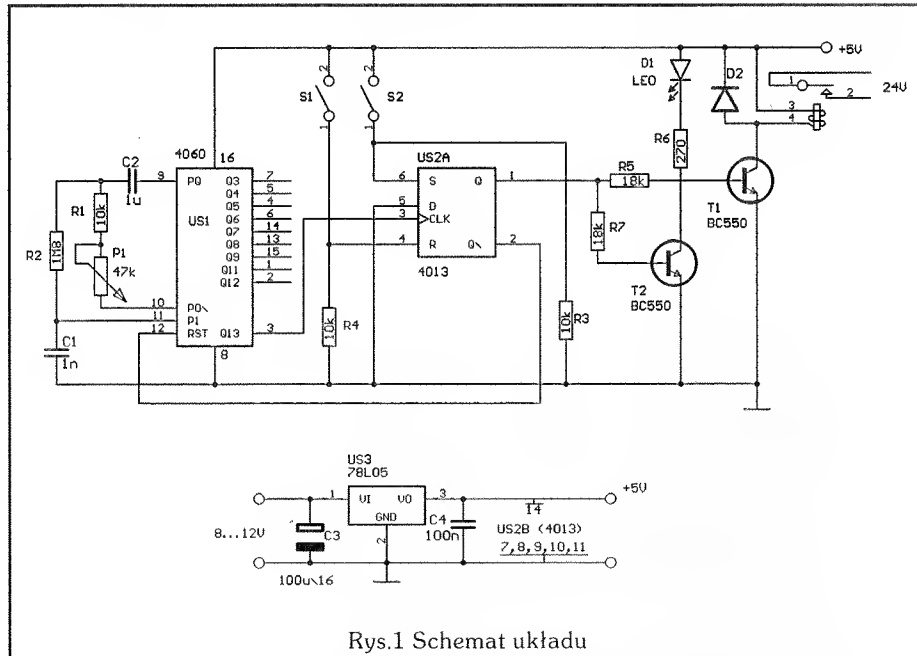 +5V
D1
LED
D2
24V
1
2
3
4
2
S1
1
2
S2
1
4060
16
C2
1u
9
R1
10k
R2
1M8
P1
47k
10
11
12
C1
1n
US1
PO
PO\
PI
RST
Q3 7
Q4 5
Q5 4
Q6 6
Q7 14
Q8 13
Q9 15
Q11 1
Q12 2
Q13 3
8
US2A
6 S Q 1
5 D
3 CLK
4 R Q\ 2
4013
10k R4
10k R3
R5
18k
R7
18k
R6
270
T1
BC550
T2
BC550
US3
78L05
1 VI VO 3
GND
2
8...12V
C3
100u\16
C4
100n
14
+5V
US2B (4013)
7,8,9,10,11
Rys.1 Schemat układu